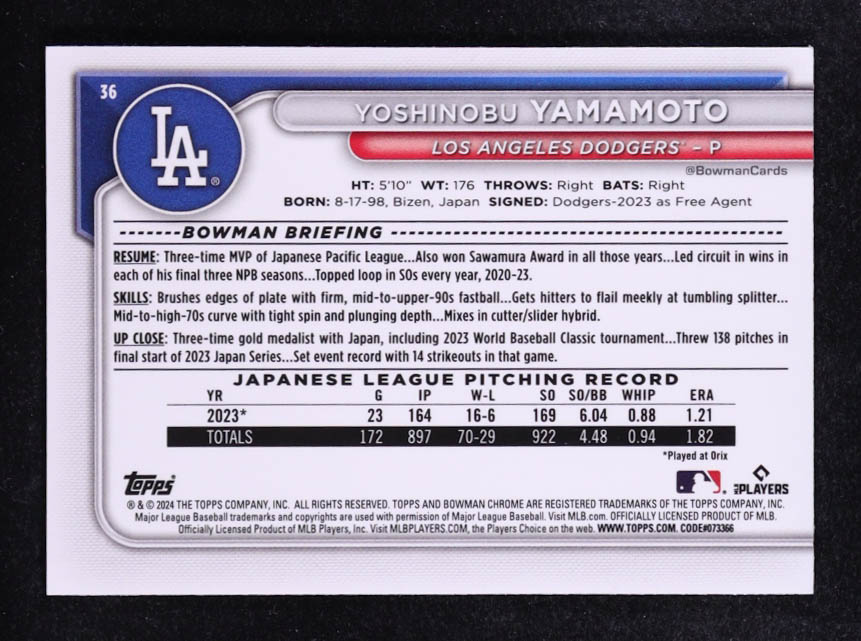 36
LA®
YOSHINOBU YAMAMOTO
LOS ANGELES DODGERS® – P
@BowmanCards
HT: 5'10" WT: 176 THROWS: Right BATS: Right
BORN: 8-17-98, Bizen, Japan SIGNED: Dodgers-2023 as Free Agent
BOWMAN BRIEFING
RESUME: Three-time MVP of Japanese Pacific League...Also won Sawamura Award in all those years...Led circuit in wins in
each of his final three NPB seasons...Topped loop in SOs every year, 2020-23.
SKILLS: Brushes edges of plate with firm, mid-to-upper-90s fastball...Gets hitters to flail meekly at tumbling splitter...
Mid-to-high-70s curve with tight spin and plunging depth...Mixes in cutter/slider hybrid.
UP CLOSE: Three-time gold medalist with Japan, including 2023 World Baseball Classic tournament...Threw 138 pitches in
final start of 2023 Japan Series...Set event record with 14 strikeouts in that game.
JAPANESE LEAGUE PITCHING RECORD
YR G IP W-L SO SO/BB WHIP ERA
2023* 23 164 16-6 169 6.04 0.88 1.21
TOTALS 172 897 70-29 922 4.48 0.94 1.82
*Played at Orix
Topps®
MLB PLAYERS
® & © 2024 THE TOPPS COMPANY, INC. ALL RIGHTS RESERVED. TOPPS AND BOWMAN CHROME ARE REGISTERED TRADEMARKS OF THE TOPPS COMPANY, INC.
Major League Baseball trademarks and copyrights are used with permission of Major League Baseball. Visit MLB.com. OFFICIALLY LICENSED PRODUCT OF MLB.
Officially Licensed Product of MLB Players, Inc. Visit MLBPLAYERS.COM, the Players Choice on the web. WWW.TOPPS.COM. CODE#073366